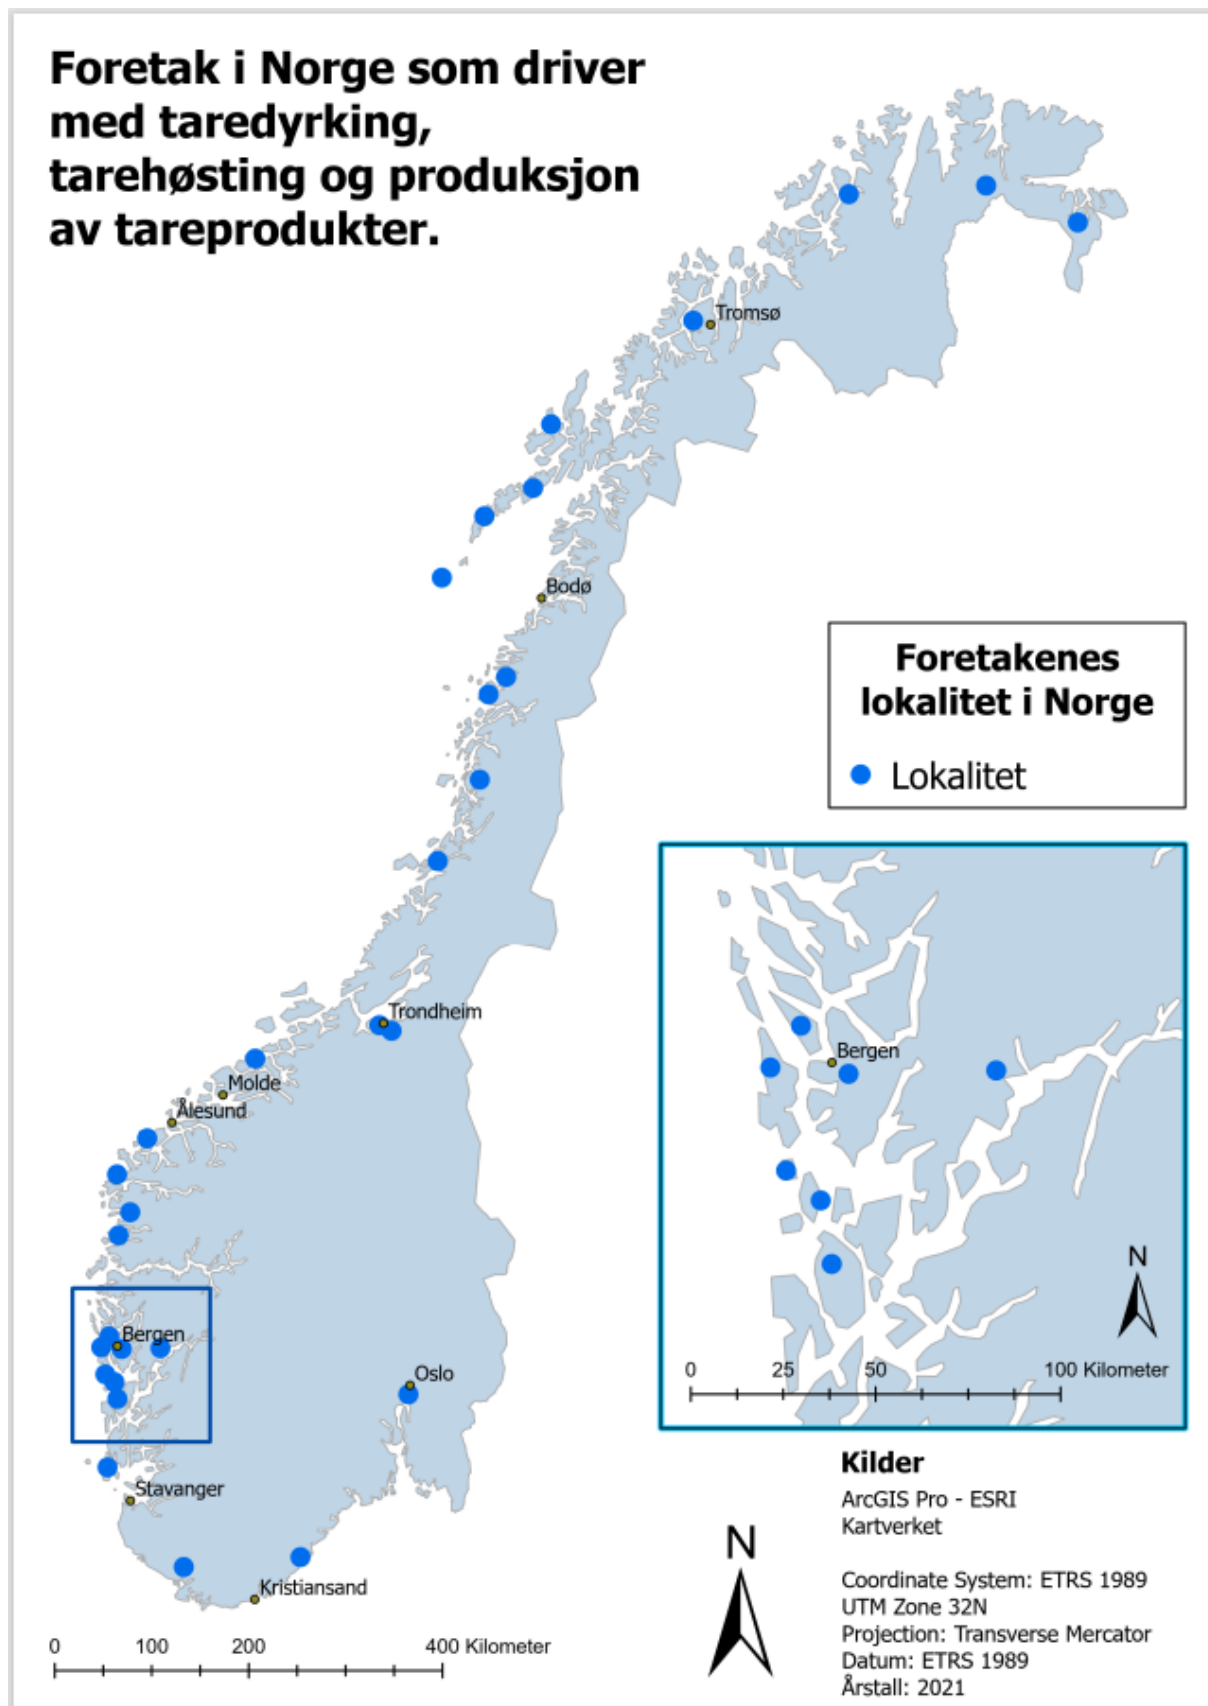 Foretak i Norge som driver
med taredyrking,
tarehøsting og produksjon
av tareprodukter.
Tromsø
Bodø
Foretakenes
lokalitet i Norge
Lokalitet
Trondheim
Molde
Ålesund
Bergen
Oslo
Stavanger
Kristiansand
0 100 200 400 Kilometer
Bergen
N
0 25 50 100 Kilometer
N
Kilder
ArcGIS Pro - ESRI
Kartverket
Coordinate System: ETRS 1989
UTM Zone 32N
Projection: Transverse Mercator
Datum: ETRS 1989
Årstall: 2021